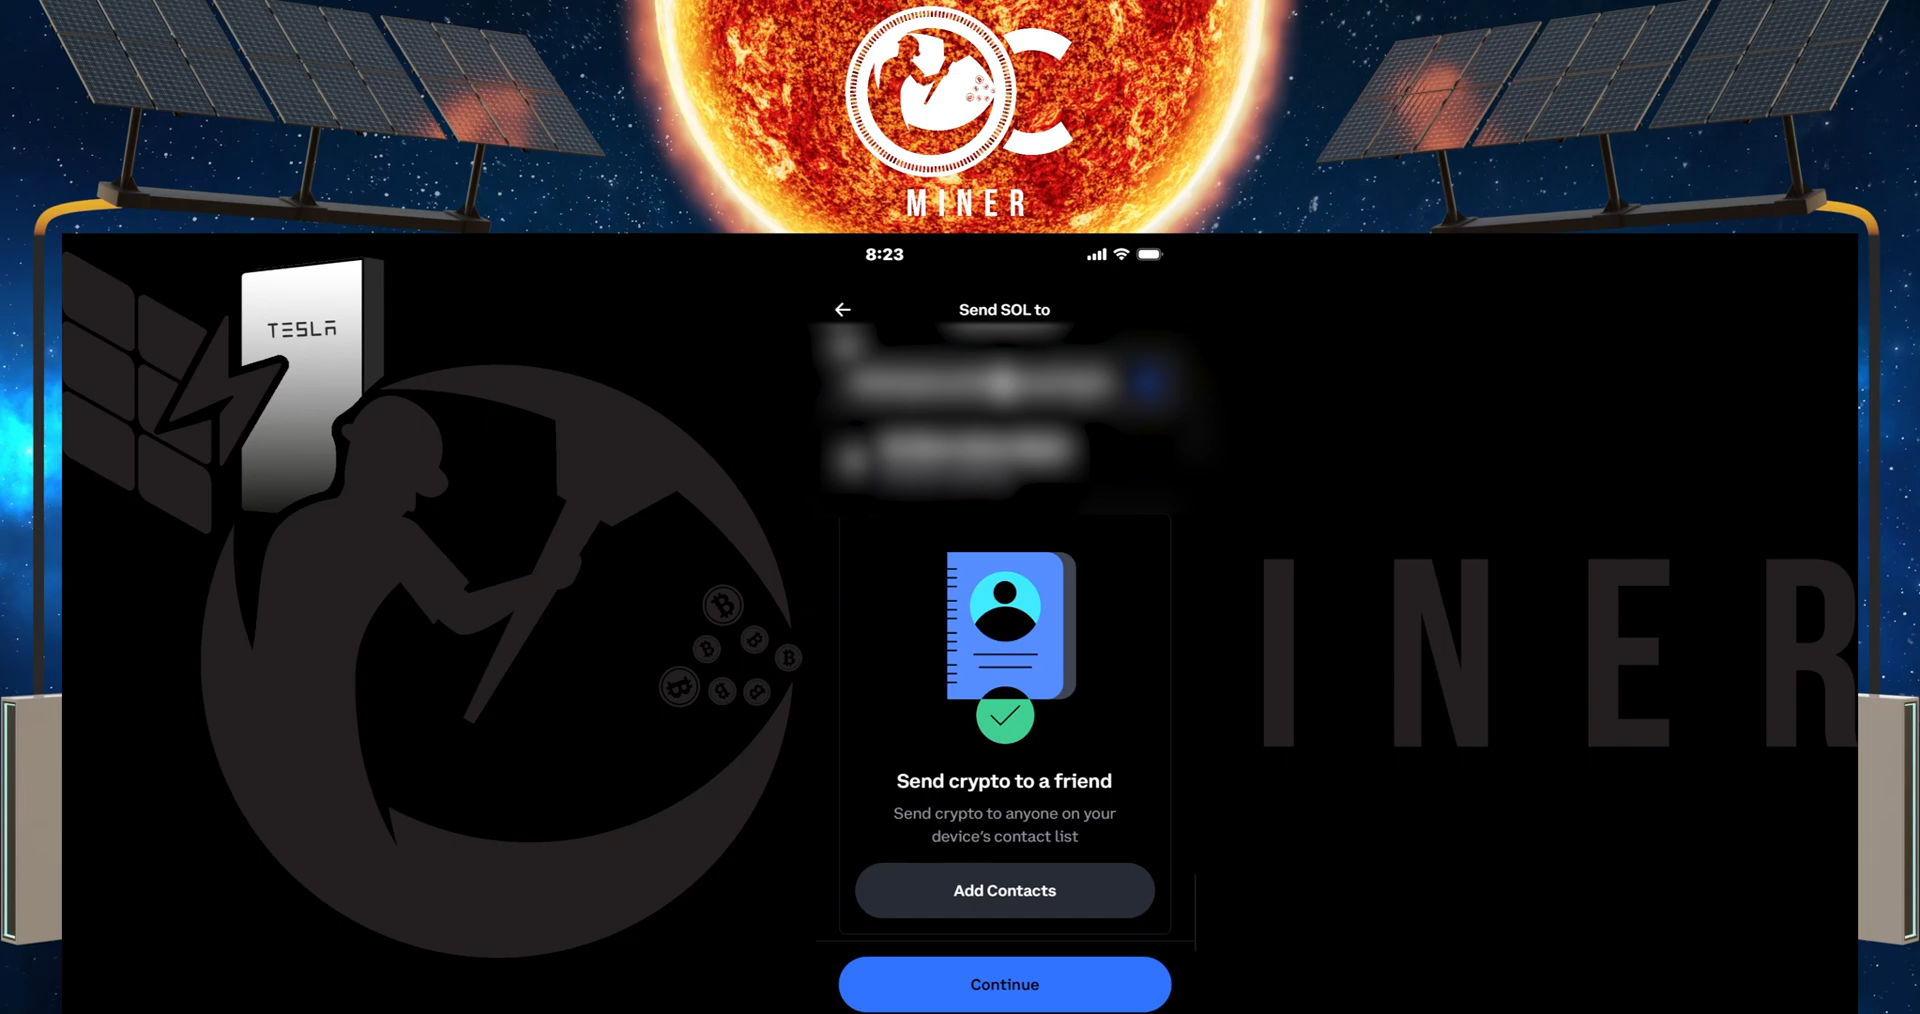 C
MINER
8:23
Send SOL to
TESLA
INER
Send crypto to a friend
Send crypto to anyone on your
device's contact list
Add Contacts
Continue